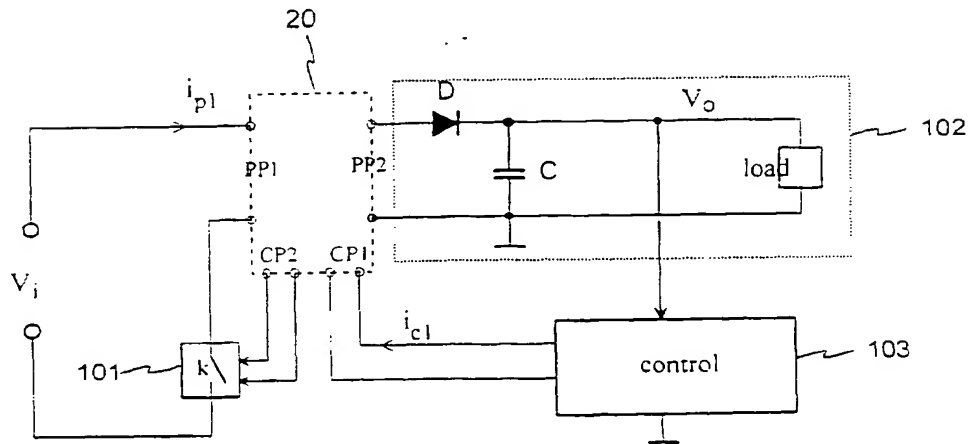 20
i_p1
D
V_o
102
PP1
PP2
C
load
CP2
CP1
V_i
i_c1
101
k
control
103